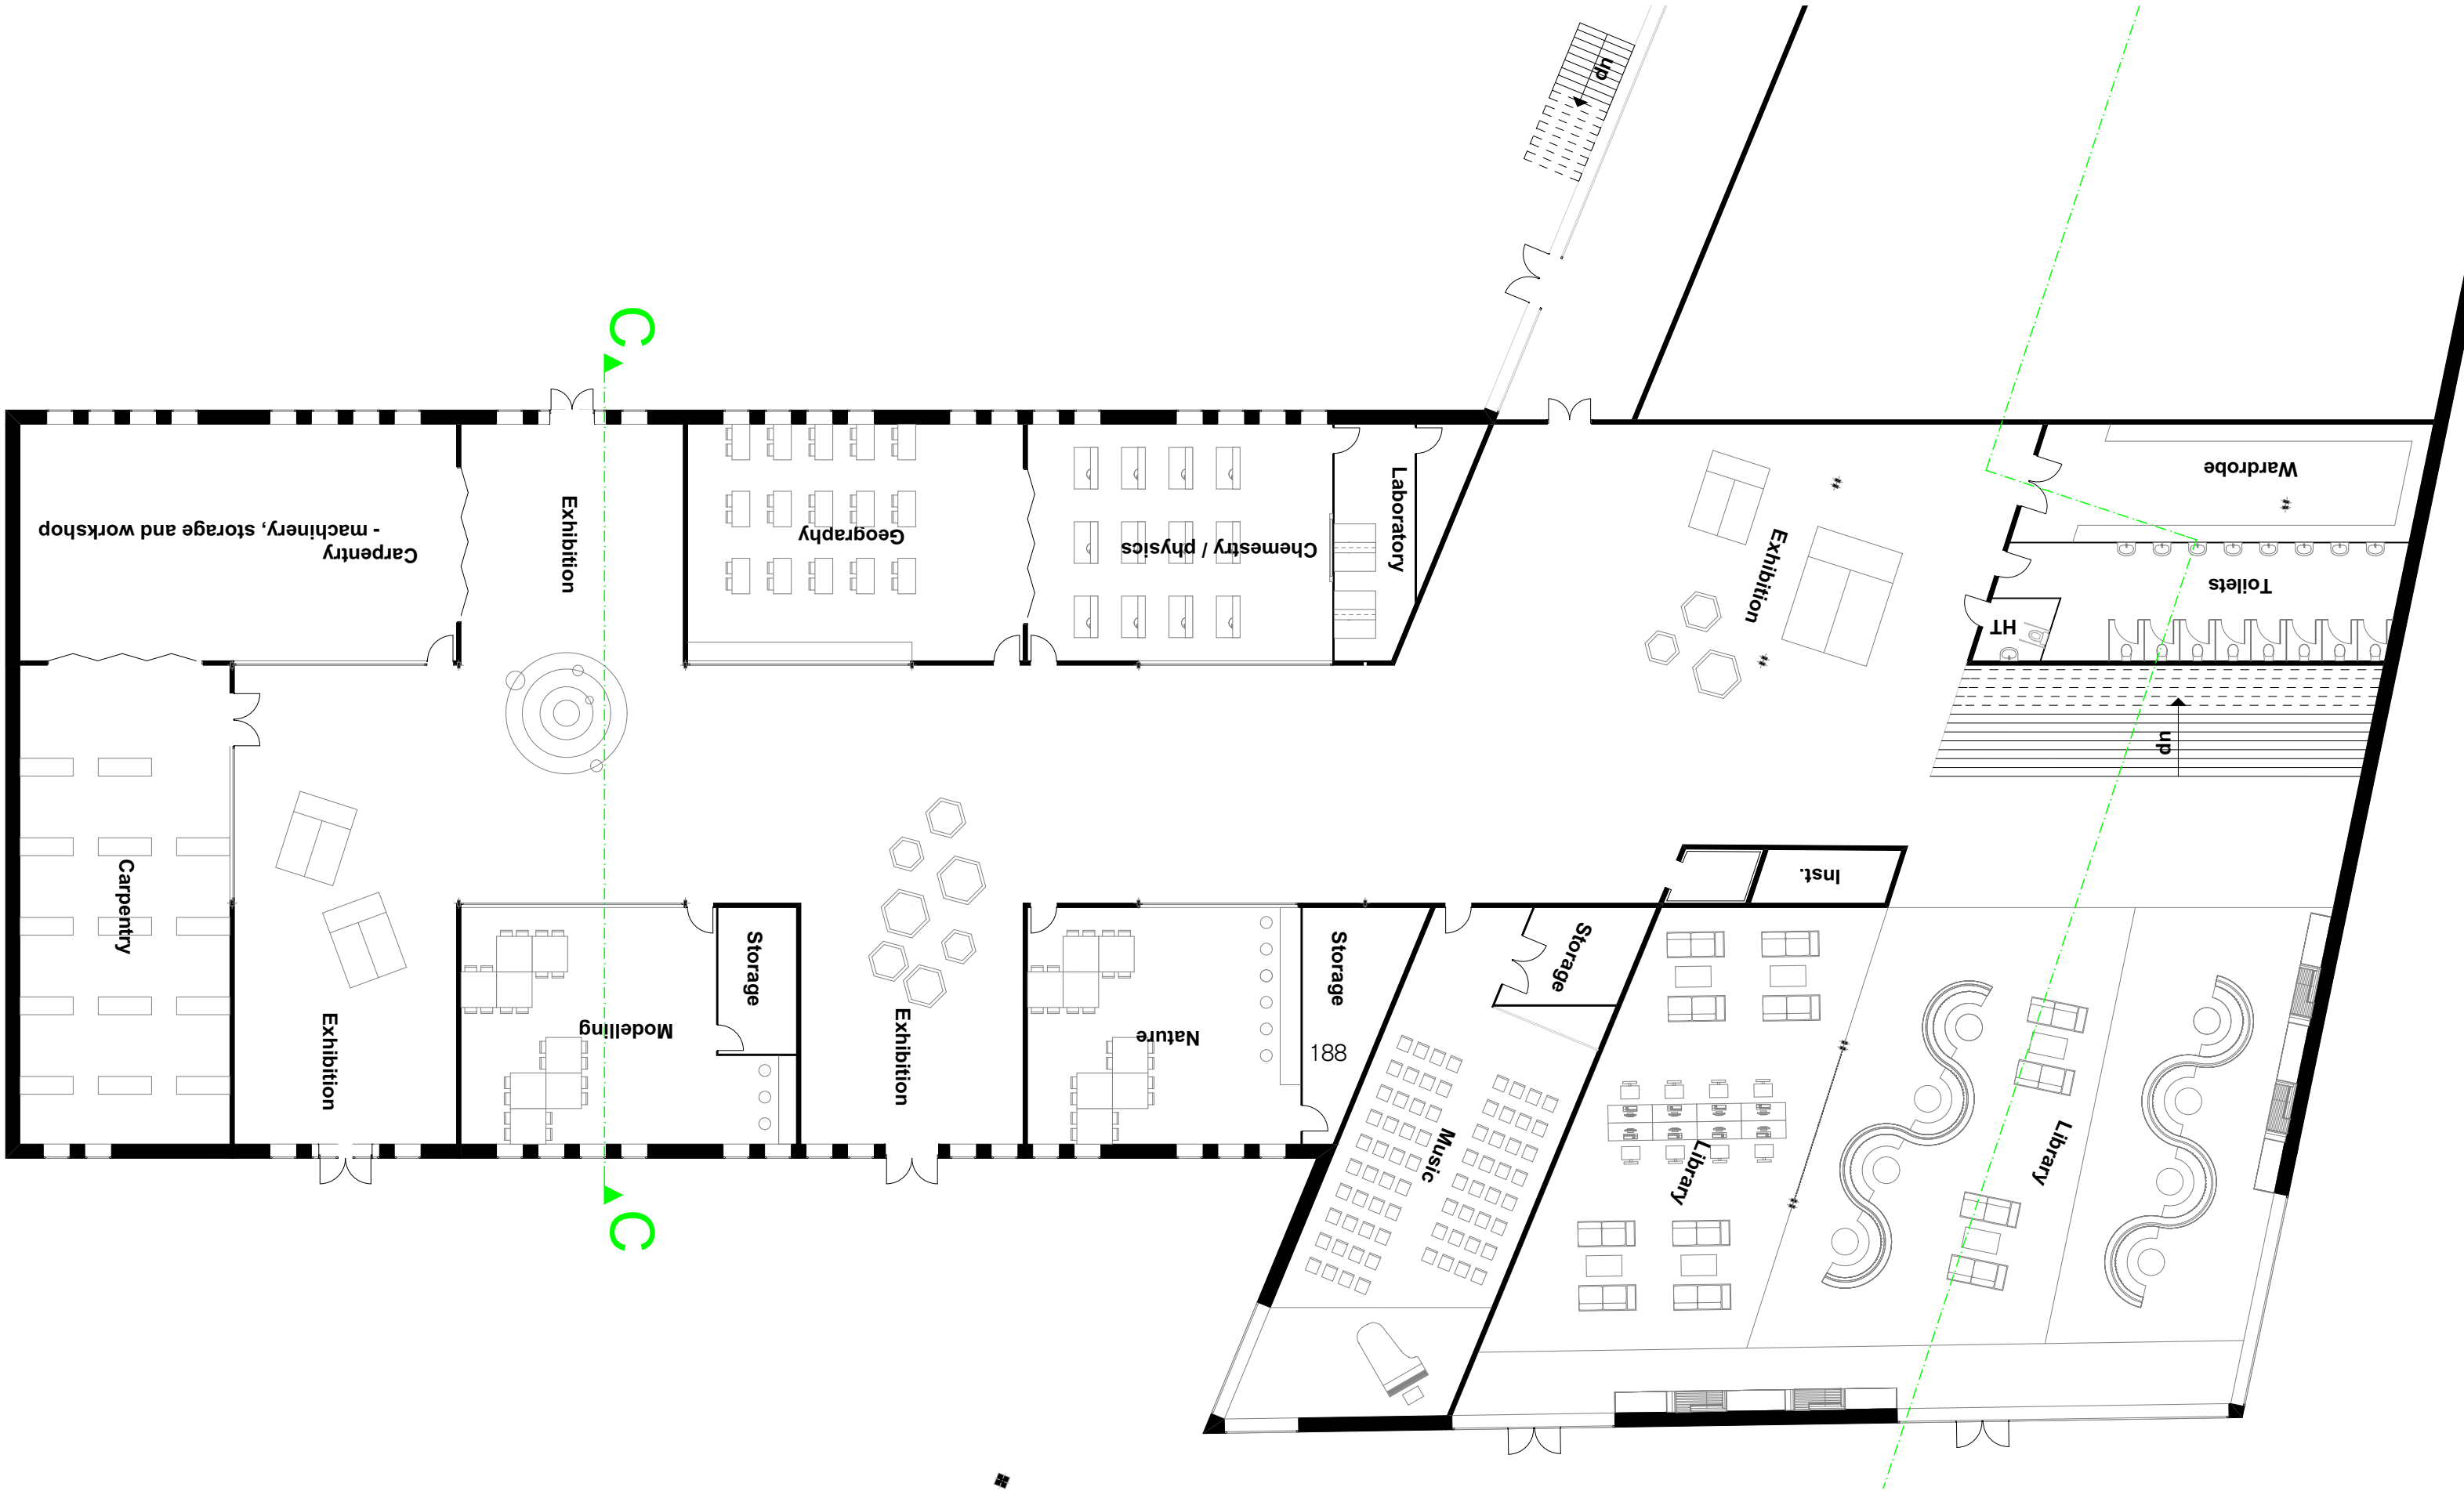 up
C
Wardrobe
Carpentry
- machinery, storage and workshop
Exhibition
Geography
Chemestry / physics
Laboratory
Exhibition
Toilets
HT
up
Inst.
Carpentry
Exhibition
Modelling
Storage
Exhibition
Nature
Storage
188
Music
Storage
Library
Library
C